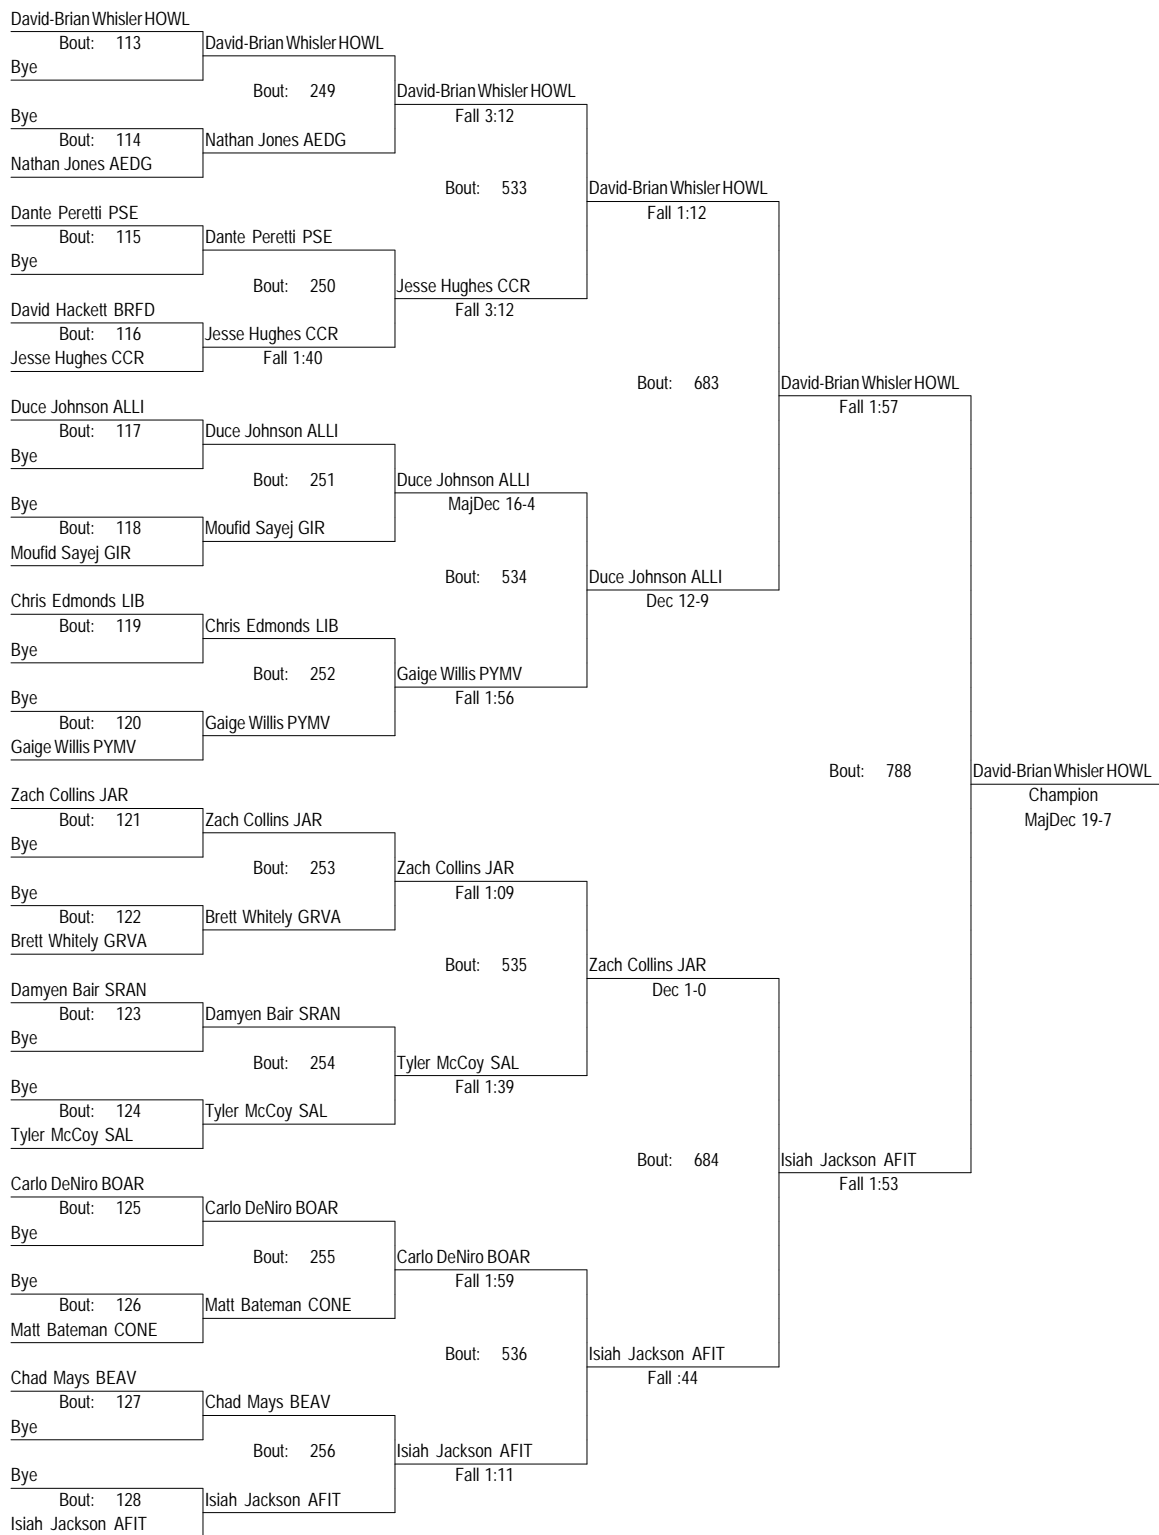 David-Brian Whisler HOWL
Bout: 113 David-Brian Whisler HOWL
Bye
Bout: 249 David-Brian Whisler HOWL
Bye Fall 3:12
Bout: 114 Nathan Jones AEDG
Nathan Jones AEDG
Bout: 533 David-Brian Whisler HOWL
Dante Peretti PSE Fall 1:12
Bout: 115 Dante Peretti PSE
Bye
Bout: 250 Jesse Hughes CCR
David Hackett BRFD Fall 3:12
Bout: 116 Jesse Hughes CCR
Jesse Hughes CCR Fall 1:40
Bout: 683 David-Brian Whisler HOWL
Duce Johnson ALLI Fall 1:57
Bout: 117 Duce Johnson ALLI
Bye
Bout: 251 Duce Johnson ALLI
Bye MajDec 16-4
Bout: 118 Moufid Sayej GIR
Moufid Sayej GIR
Bout: 534 Duce Johnson ALLI
Chris Edmonds LIB Dec 12-9
Bout: 119 Chris Edmonds LIB
Bye
Bout: 252 Gaige Willis PYMV
Bye Fall 1:56
Bout: 120 Gaige Willis PYMV
Gaige Willis PYMV
Bout: 788 David-Brian Whisler HOWL
Zach Collins JAR Champion
Bout: 121 Zach Collins JAR MajDec 19-7
Bye
Bout: 253 Zach Collins JAR
Bye Fall 1:09
Bout: 122 Brett Whitely GRVA
Brett Whitely GRVA
Bout: 535 Zach Collins JAR
Damyen Bair SRAN Dec 1-0
Bout: 123 Damyen Bair SRAN
Bye
Bout: 254 Tyler McCoy SAL
Bye Fall 1:39
Bout: 124 Tyler McCoy SAL
Tyler McCoy SAL
Bout: 684 Isiah Jackson AFIT
Carlo DeNiro BOAR Fall 1:53
Bout: 125 Carlo DeNiro BOAR
Bye
Bout: 255 Carlo DeNiro BOAR
Bye Fall 1:59
Bout: 126 Matt Bateman CONE
Matt Bateman CONE
Bout: 536 Isiah Jackson AFIT
Chad Mays BEAV Fall :44
Bout: 127 Chad Mays BEAV
Bye
Bout: 256 Isiah Jackson AFIT
Bye Fall 1:11
Bout: 128 Isiah Jackson AFIT
Isiah Jackson AFIT